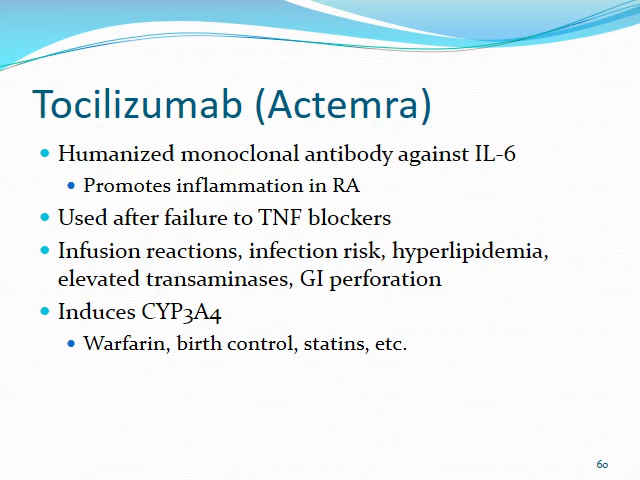 Tocilizumab (Actemra)
• Humanized monoclonal antibody against IL-6
• Promotes inflammation in RA
• Used after failure to TNF blockers
• Infusion reactions, infection risk, hyperlipidemia,
elevated transaminases, GI perforation
• Induces CYP3A4
• Warfarin, birth control, statins, etc.
60